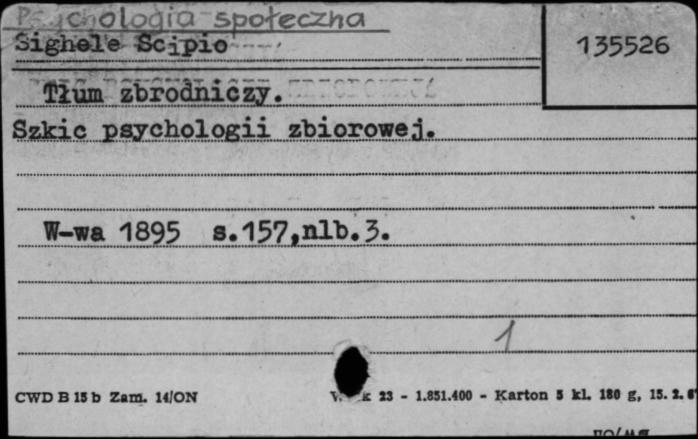 Psychologia społeczna
Sighele Scipio
135526
Tłum zbrodniczy.
Szkic psychologii zbiorowej.
W-wa 1895 s.157,nlb.3.
1
CWD B 15 b Zam. 14/ON
23 - 1.851.400 - Karton 5 kl. 180 g, 15. 2. 6